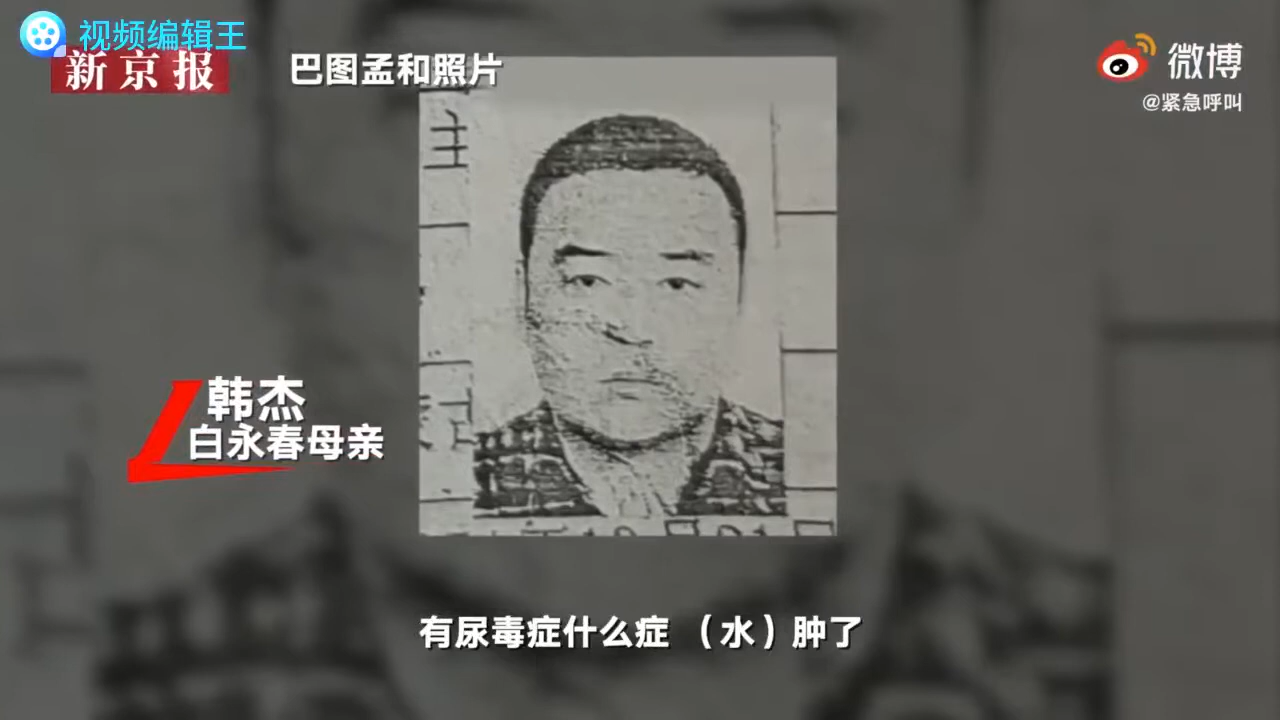 视频编辑王
新京报
巴图孟和照片
微博
@紧急呼叫
主
韩杰
白永春母亲
有尿毒症什么症 （水）肿了